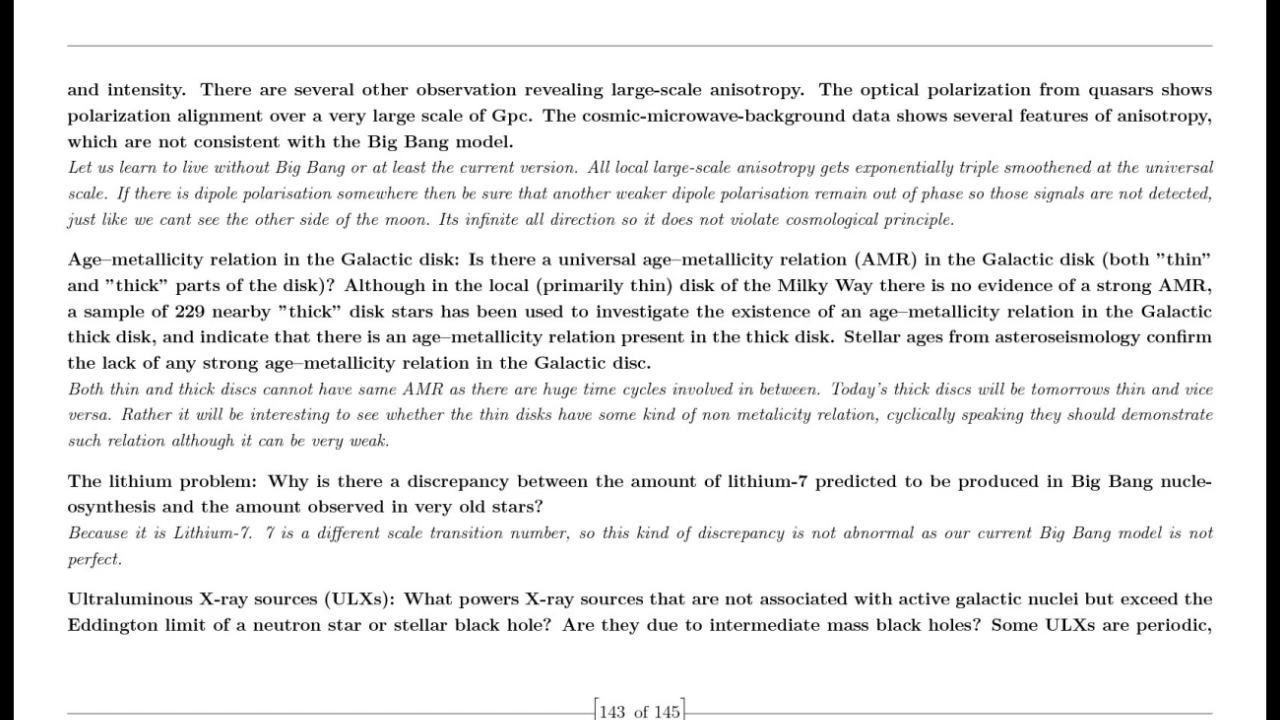 and intensity. There are several other observation revealing large-scale anisotropy. The optical polarization from quasars shows
polarization alignment over a very large scale of Gpc. The cosmic-microwave-background data shows several features of anisotropy,
which are not consistent with the Big Bang model.
Let us learn to live without Big Bang or at least the current version. All local large-scale anisotropy gets exponentially triple smoothened at the universal
scale. If there is dipole polarisation somewhere then be sure that another weaker dipole polarisation remain out of phase so those signals are not detected,
just like we cant see the other side of the moon. Its infinite all direction so it does not violate cosmological principle.
Age–metallicity relation in the Galactic disk: Is there a universal age–metallicity relation (AMR) in the Galactic disk (both ”thin”
and ”thick” parts of the disk)? Although in the local (primarily thin) disk of the Milky Way there is no evidence of a strong AMR,
a sample of 229 nearby ”thick” disk stars has been used to investigate the existence of an age–metallicity relation in the Galactic
thick disk, and indicate that there is an age–metallicity relation present in the thick disk. Stellar ages from asteroseismology confirm
the lack of any strong age–metallicity relation in the Galactic disc.
Both thin and thick discs cannot have same AMR as there are huge time cycles involved in between. Today's thick discs will be tomorrows thin and vice
versa. Rather it will be interesting to see whether the thin disks have some kind of non metalicity relation, cyclically speaking they should demonstrate
such relation although it can be very weak.
The lithium problem: Why is there a discrepancy between the amount of lithium-7 predicted to be produced in Big Bang nucle-
osynthesis and the amount observed in very old stars?
Because it is Lithium-7. 7 is a different scale transition number, so this kind of discrepancy is not abnormal as our current Big Bang model is not
perfect.
Ultraluminous X-ray sources (ULXs): What powers X-ray sources that are not associated with active galactic nuclei but exceed the
Eddington limit of a neutron star or stellar black hole? Are they due to intermediate mass black holes? Some ULXs are periodic,
[143 of 145]